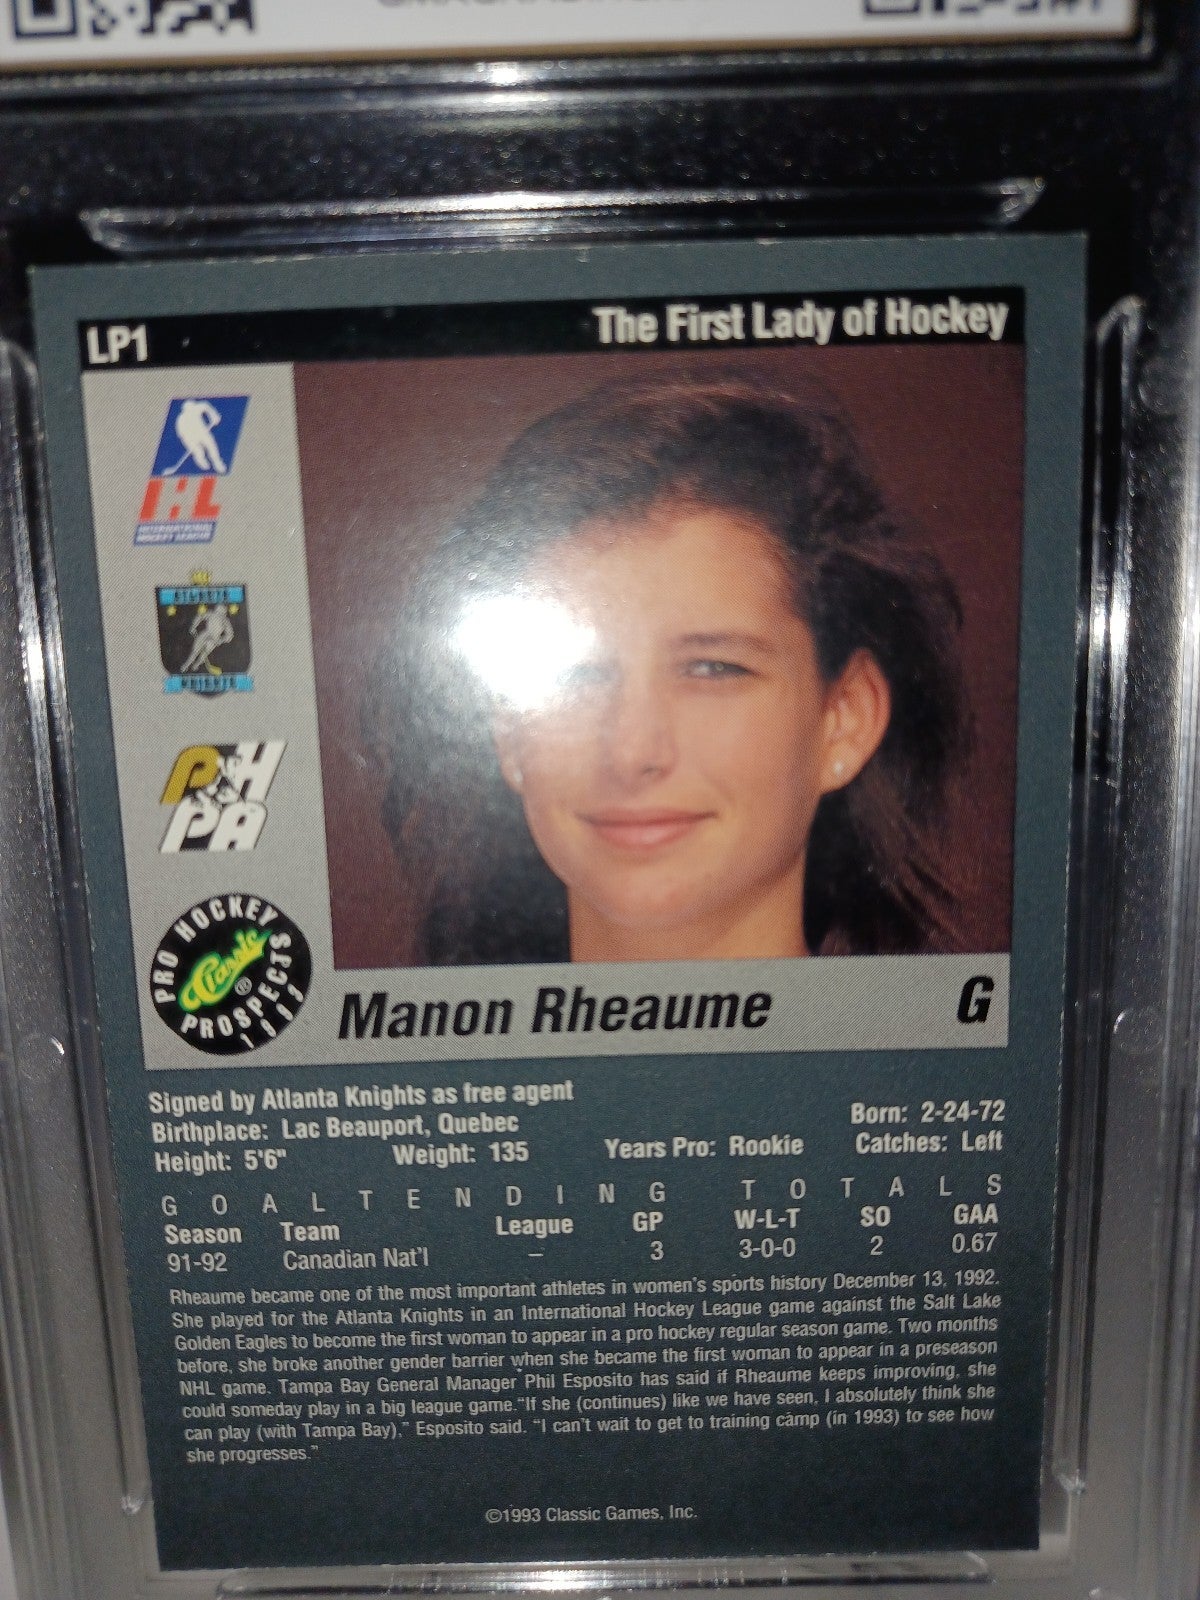 LP1
The First Lady of Hockey
IHL
INTERNATIONAL
HOCKEY LEAGUE
ATLANTA
KNIGHTS
PHPA
PRO HOCKEY PROSPECTS 1993
Classic
Manon Rheaume G
Signed by Atlanta Knights as free agent
Birthplace: Lac Beauport, Quebec Born: 2-24-72
Height: 5'6" Weight: 135 Years Pro: Rookie Catches: Left
GOALTENDING TOTALS
Season Team League GP W-L-T SO GAA
91-92 Canadian Nat'l – 3 3-0-0 2 0.67
Rheaume became one of the most important athletes in women's sports history December 13, 1992.
She played for the Atlanta Knights in an International Hockey League game against the Salt Lake
Golden Eagles to become the first woman to appear in a pro hockey regular season game. Two months
before, she broke another gender barrier when she became the first woman to appear in a preseason
NHL game. Tampa Bay General Manager Phil Esposito has said if Rheaume keeps improving, she
could someday play in a big league game."If she (continues) like we have seen, I absolutely think she
can play (with Tampa Bay)," Esposito said. "I can't wait to get to training camp (in 1993) to see how
she progresses."
©1993 Classic Games, Inc.